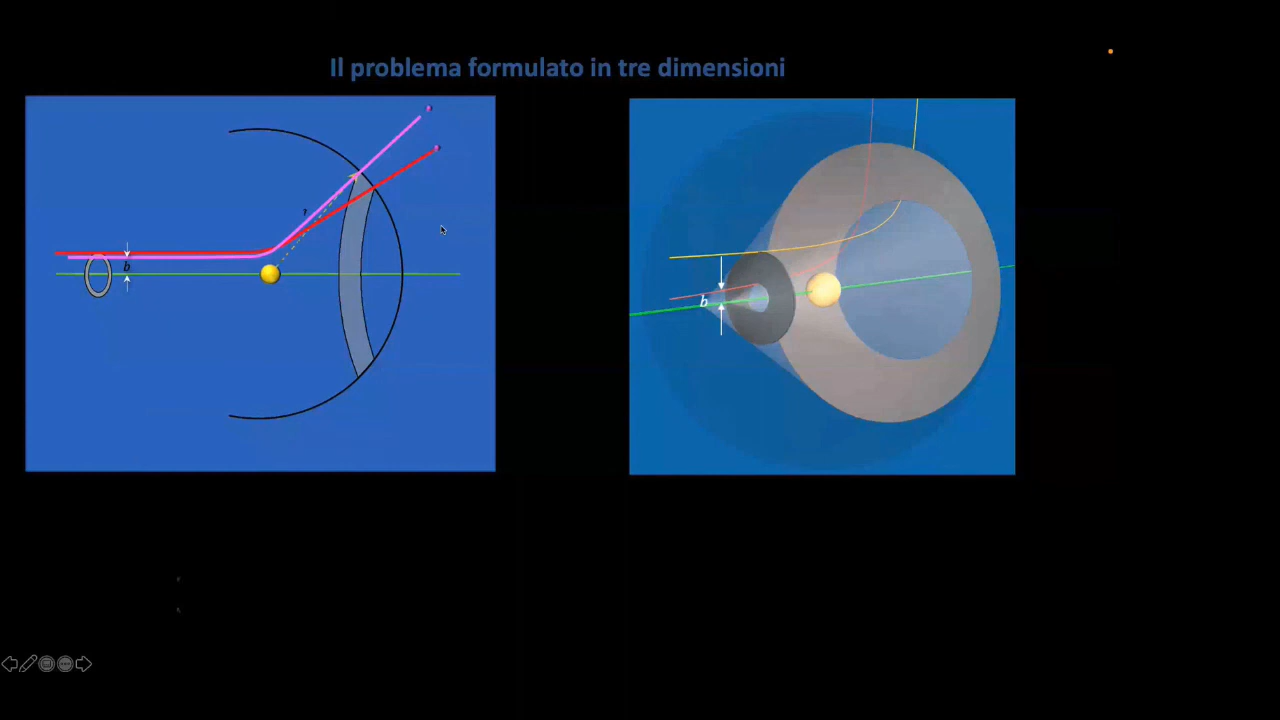 Il problema formulato in tre dimensioni
b
r
b